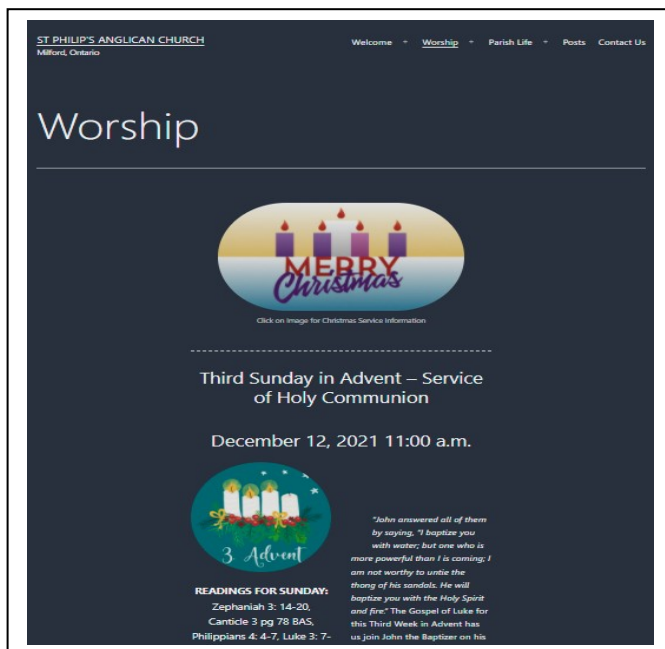 ST PHILIP'S ANGLICAN CHURCH
Milford, Ontario
Welcome Worship Parish Life Posts Contact Us
Worship
MERRY
Christmas
Click on Image for Christmas Service Information
Third Sunday in Advent – Service
of Holy Communion
December 12, 2021 11:00 a.m.
3 Advent
READINGS FOR SUNDAY:
Zephaniah 3: 14-20,
Canticle 3 pg 78 BAS,
Philippians 4: 4-7, Luke 3: 7-
"John answered all of them
by saying, "I baptize you
with water; but one who is
more powerful than I is coming; I
am not worthy to untie the
thong of his sandals. He will
baptize you with the Holy Spirit
and fire." The Gospel of Luke for
this Third Week in Advent has
us join John the Baptizer on his